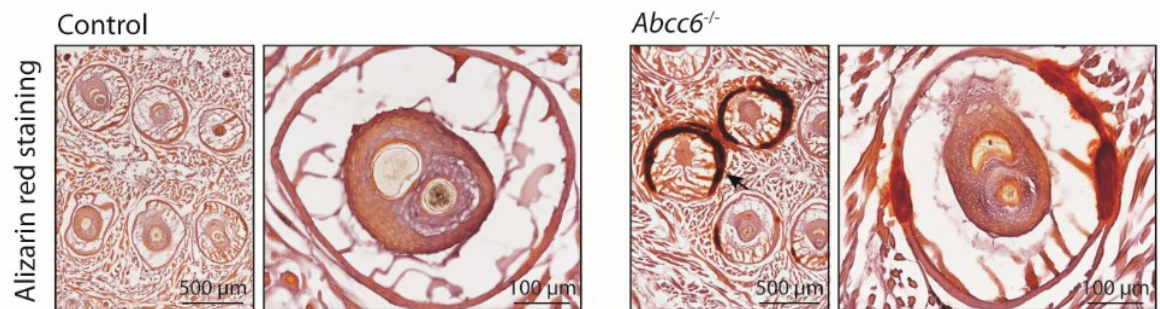 Control
Abcc6-/-
Alizarin red staining
500 µm
100 µm
500 µm
100 µm